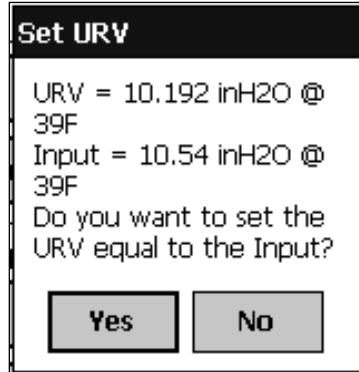 Set URV
URV = 10.192 inH2O @
39F
Input = 10.54 inH2O @
39F
Do you want to set the
URV equal to the Input?
Yes
No